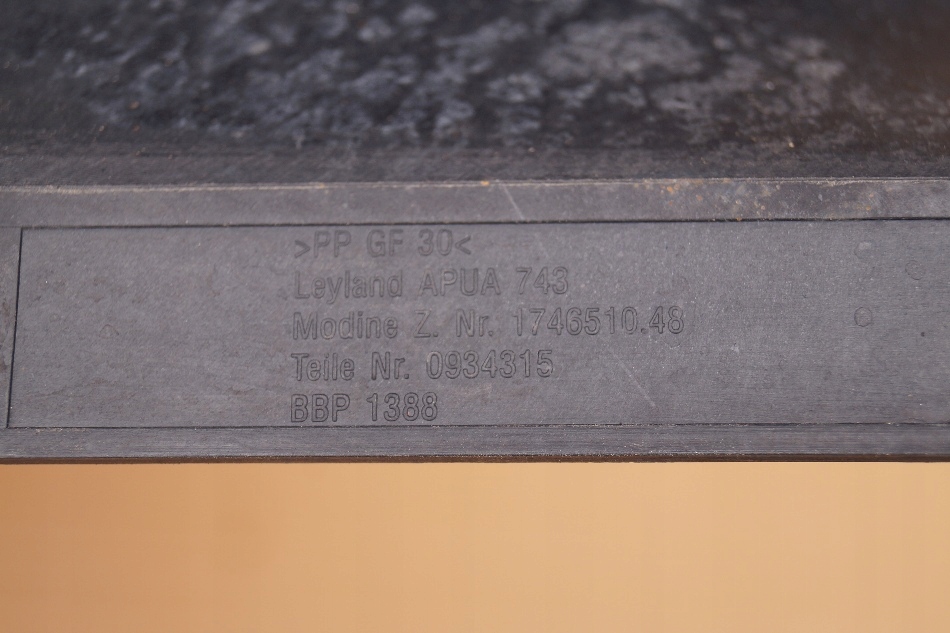 >PP GF 30<
Leyland APUA 743
Modine Z. Nr. 1746510.48
Teile Nr. 0934315
BBP 1388